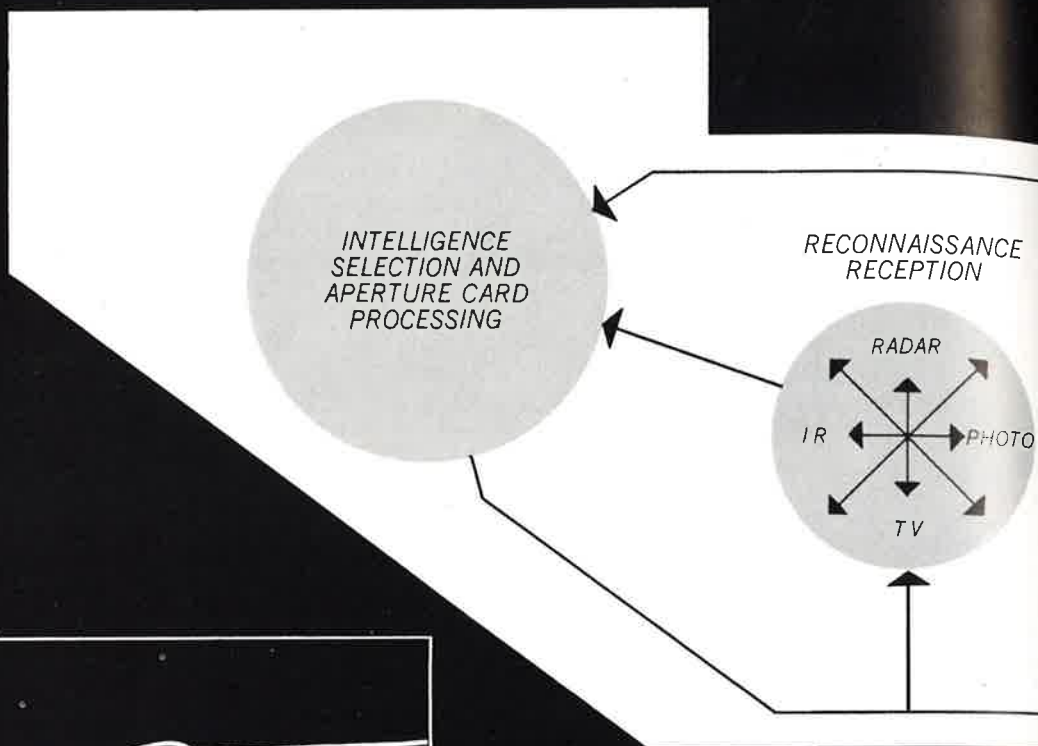 INTELLIGENCE
SELECTION AND
APERTURE CARD
PROCESSING
RECONNAISSANCE
RECEPTION
RADAR
IR
PHOTO
TV